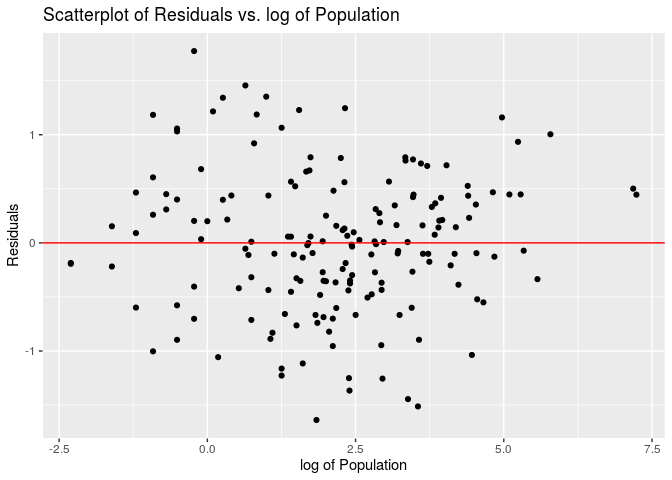 Scatterplot of Residuals vs. log of Population
Residuals
1
0
-1
-2.5
0.0
2.5
5.0
7.5
log of Population